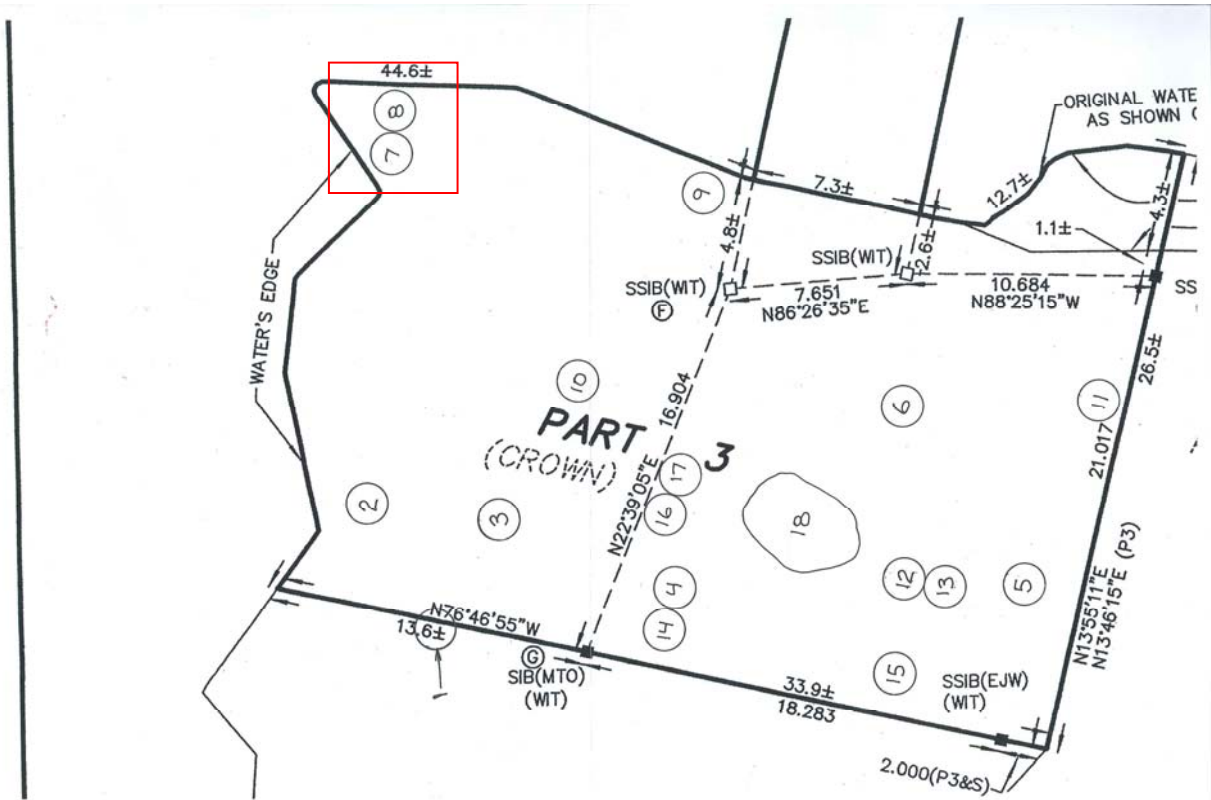 44.6±
8
7
ORIGINAL WATE
AS SHOWN
9
7.3±
12.7±
4.3±
1.1±
4.8±
2.6±
SSIB(WIT)
SSIB(WIT)
F
7.651
N86°26'35"E
10.684
N88°25'15"W
SS
WATER'S EDGE
26.5±
10
6
11
PART 3
(CROWN)
16.904
N22°39'05"E
21.017
17
16
2
3
18
12
13
5
4
14
N13°55'11"E
N13°46'15"E (P3)
N76°46'55"W
13.6±
1
G
SIB(MTO)
(WIT)
15
33.9±
18.283
SSIB(EJW)
(WIT)
2.000(P3&S)